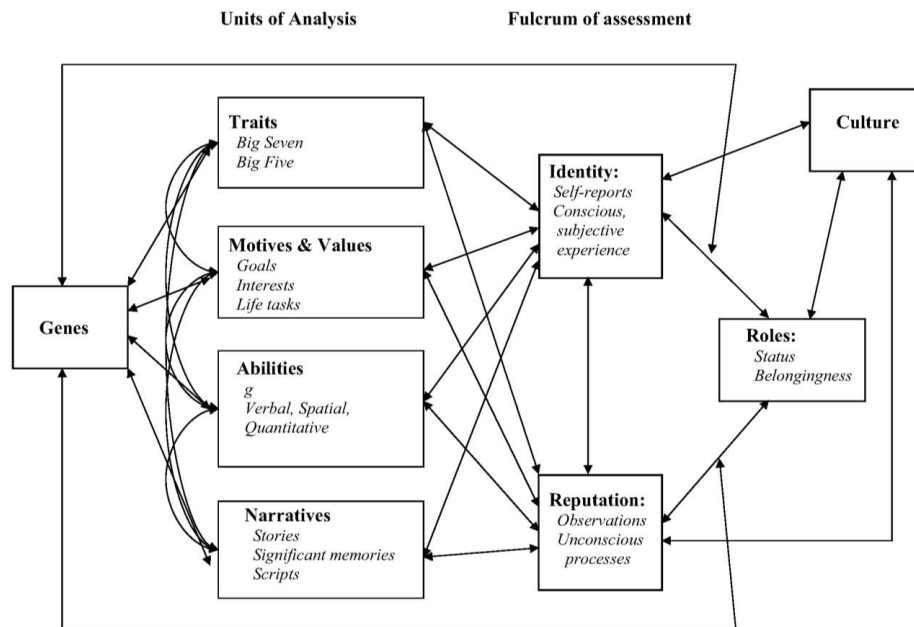 Units of Analysis
Fulcrum of assessment
Traits
Big Seven
Big Five
Motives & Values
Goals
Interests
Life tasks
Abilities
g
Verbal, Spatial,
Quantitative
Narratives
Stories
Significant memories
Scripts
Genes
Identity:
Self-reports
Conscious,
subjective
experience
Reputation:
Observations
Unconscious
processes
Culture
Roles:
Status
Belongingness